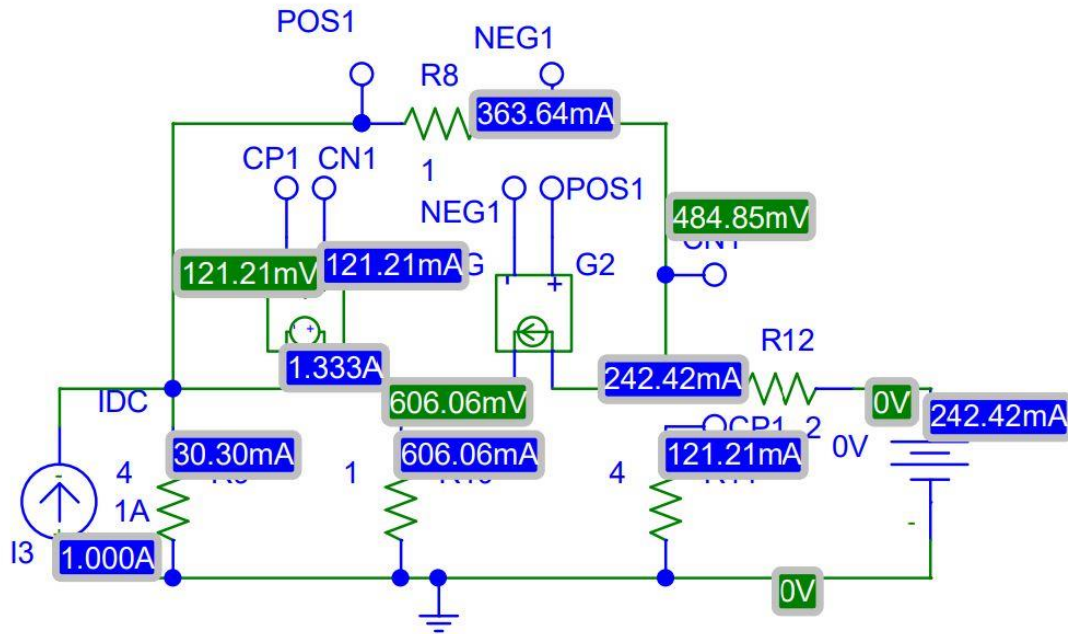 POS1
NEG1
R8
363.64mA
CP1 CN1
1
NEG1
POS1
484.85mV
121.21mV
121.21mA
G
G2
CN1
R12
1.333A
242.42mA
IDC
606.06mV
0V
242.42mA
CP1
2
0V
30.30mA
606.06mA
121.21mA
4
1
4
1A
I3
1.000A
0V